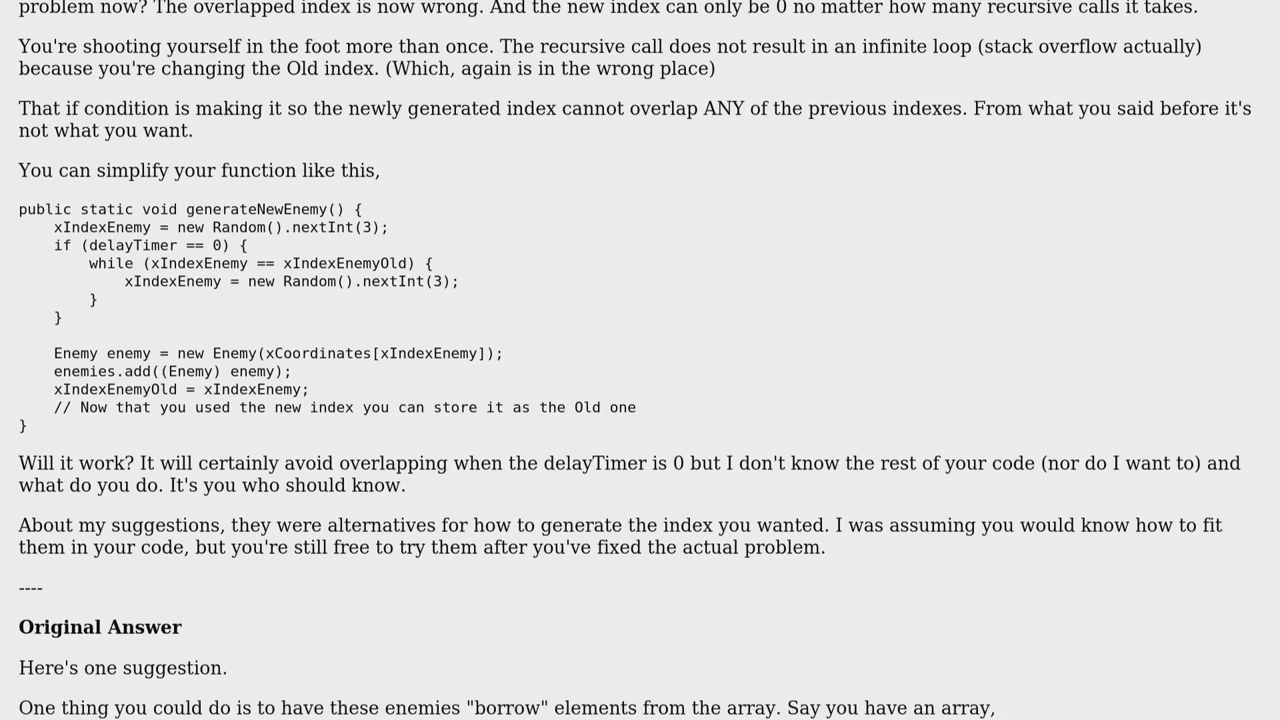 problem now? The overlapped index is now wrong. And the new index can only be 0 no matter how many recursive calls it takes.
You're shooting yourself in the foot more than once. The recursive call does not result in an infinite loop (stack overflow actually)
because you're changing the Old index. (Which, again is in the wrong place)
That if condition is making it so the newly generated index cannot overlap ANY of the previous indexes. From what you said before it's
not what you want.
You can simplify your function like this,
public static void generateNewEnemy() {
    xIndexEnemy = new Random().nextInt(3);
    if (delayTimer == 0) {
        while (xIndexEnemy == xIndexEnemyOld) {
            xIndexEnemy = new Random().nextInt(3);
        }
    }
    Enemy enemy = new Enemy(xCoordinates[xIndexEnemy]);
    enemies.add((Enemy) enemy);
    xIndexEnemyOld = xIndexEnemy;
    // Now that you used the new index you can store it as the Old one
}
Will it work? It will certainly avoid overlapping when the delayTimer is 0 but I don't know the rest of your code (nor do I want to) and
what do you do. It's you who should know.
About my suggestions, they were alternatives for how to generate the index you wanted. I was assuming you would know how to fit
them in your code, but you're still free to try them after you've fixed the actual problem.
----
Original Answer
Here's one suggestion.
One thing you could do is to have these enemies "borrow" elements from the array. Say you have an array,